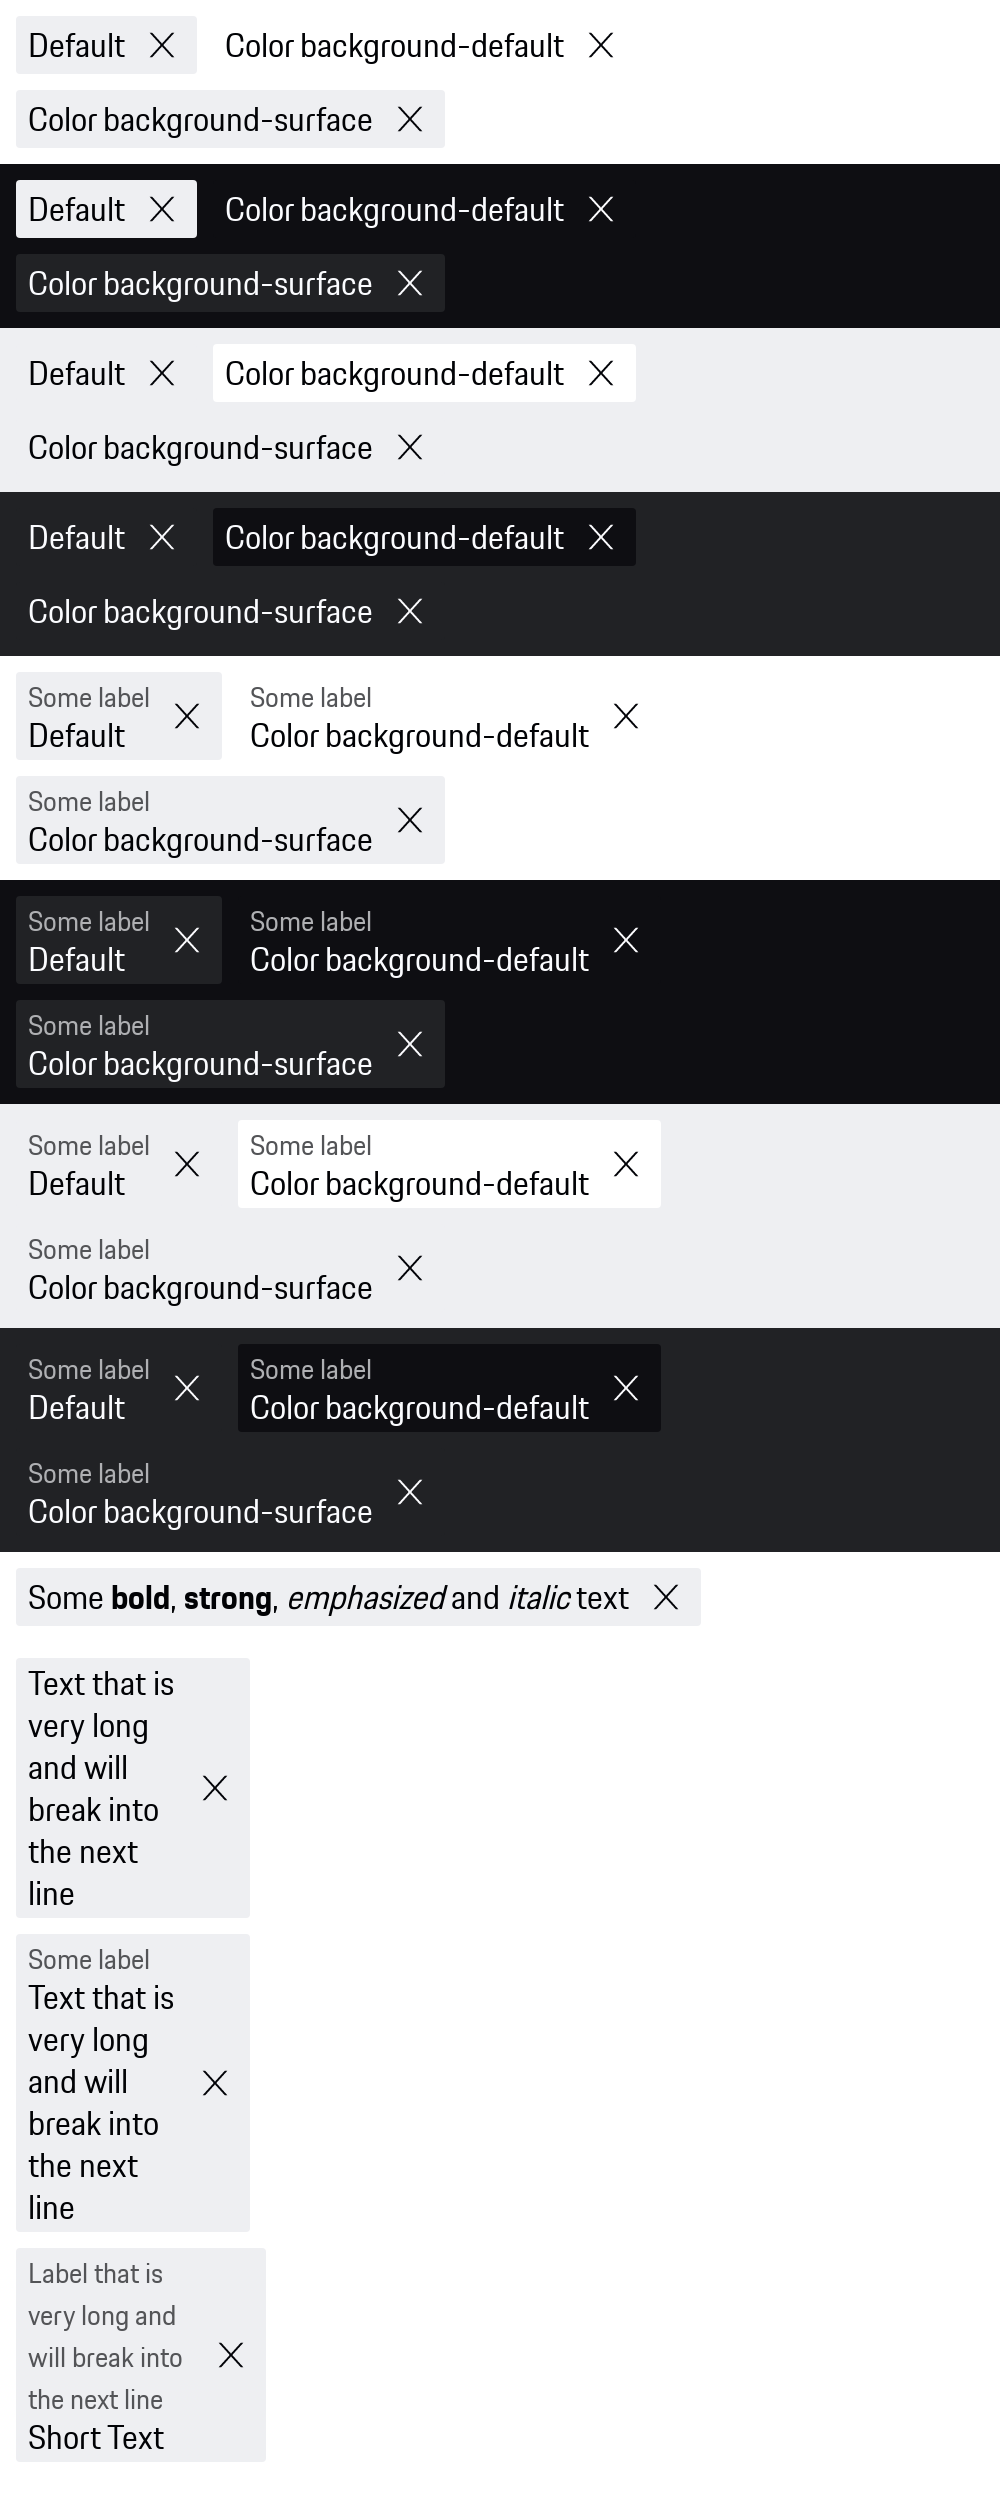 Default Color background-default
Color background-surface
Default Color background-default
Color background-surface
Default Color background-default
Color background-surface
Default Color background-default
Color background-surface
Some label Some label
Default Color background-default
Some label
Color background-surface
Some label Some label
Default Color background-default
Some label
Color background-surface
Some label Some label
Default Color background-default
Some label
Color background-surface
Some label Some label
Default Color background-default
Some label
Color background-surface
Some bold, strong, emphasized and italic text
Text that is
very long
and will
break into
the next
line
Some label
Text that is
very long
and will
break into
the next
line
Label that is
very long and
will break into
the next line
Short Text